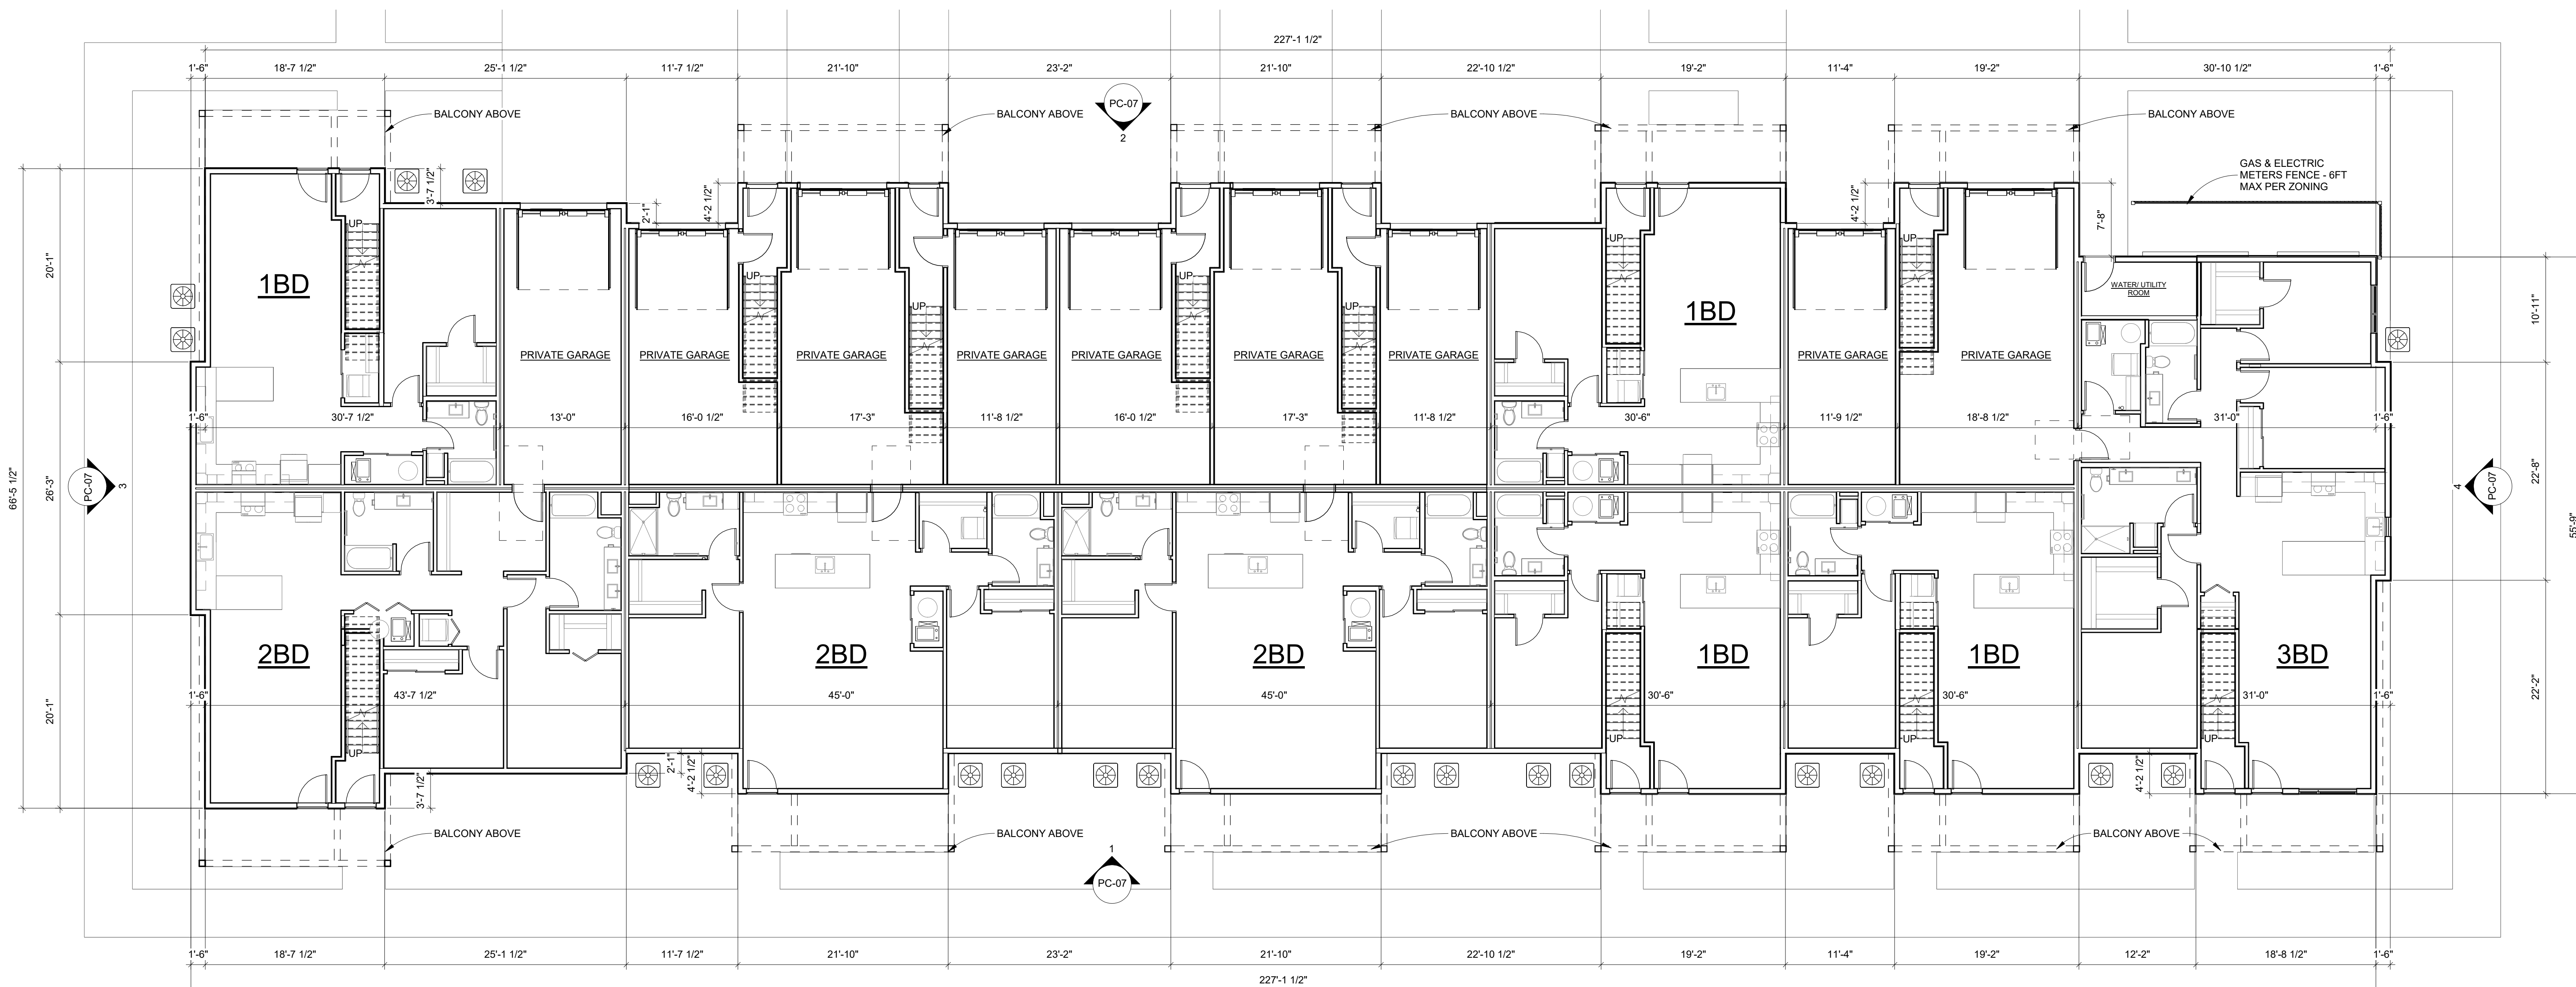 227'-1 1/2"
1'-6"
18'-7 1/2"
25'-1 1/2"
11'-7 1/2"
21'-10"
23'-2"
21'-10"
22'-10 1/2"
19'-2"
11'-4"
19'-2"
30'-10 1/2"
1'-6"
BALCONY ABOVE
BALCONY ABOVE
PC-07
2
BALCONY ABOVE
BALCONY ABOVE
GAS & ELECTRIC
METERS FENCE - 6FT
MAX PER ZONING
3'-7 1/2"
2'-1"
4'-2 1/2"
4'-2 1/2"
7'-8"
20'-1"
UP
UP
UP
UP
UP
UP
UP
1BD
1BD
WATER/ UTILITY
ROOM
10'-11"
PRIVATE GARAGE
PRIVATE GARAGE
PRIVATE GARAGE
PRIVATE GARAGE
PRIVATE GARAGE
PRIVATE GARAGE
PRIVATE GARAGE
PRIVATE GARAGE
PRIVATE GARAGE
1'-6"
30'-7 1/2"
13'-0"
16'-0 1/2"
17'-3"
11'-8 1/2"
16'-0 1/2"
17'-3"
11'-8 1/2"
30'-6"
11'-9 1/2"
18'-8 1/2"
31'-0"
1'-6"
66'-5 1/2"
26'-3"
PC-07
3
4
PC-07
22'-8"
55'-9"
2BD
2BD
2BD
1BD
1BD
3BD
20'-1"
1'-6"
43'-7 1/2"
45'-0"
45'-0"
30'-6"
30'-6"
31'-0"
1'-6"
22'-2"
UP
UP
UP
UP
3'-7 1/2"
2'-1"
4'-2 1/2"
4'-2 1/2"
BALCONY ABOVE
BALCONY ABOVE
BALCONY ABOVE
BALCONY ABOVE
1
PC-07
1'-6"
18'-7 1/2"
25'-1 1/2"
11'-7 1/2"
21'-10"
23'-2"
21'-10"
22'-10 1/2"
19'-2"
11'-4"
19'-2"
12'-2"
18'-8 1/2"
1'-6"
227'-1 1/2"